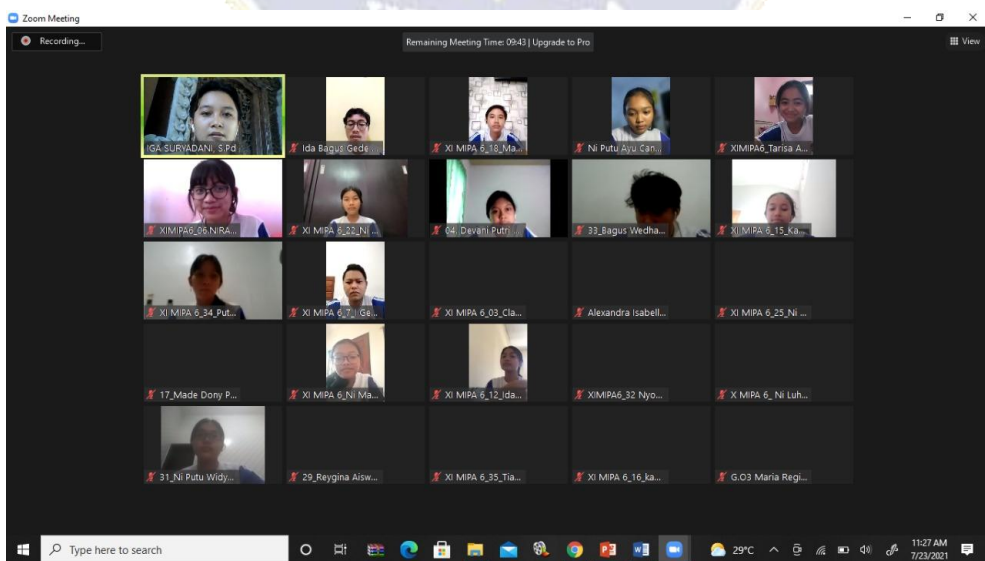 Zoom Meeting
Recording...
Remaining Meeting Time: 09:43 | Upgrade to Pro
View
IGA SURYADANI, S.Pd
Ida Bagus Gede...
XI MIPA 6_18_Ma...
Ni Putu Ayu Can...
XIMIPA6_Tarisa A...
XIMIPA6_06.NIRA...
XI MIPA 6_22_Ni ...
04. Devani Putri ...
33_Bagus Wedha...
XI MIPA 6_15_Ka...
XI MIPA 6_34_Put...
XI MIPA 6_7_I Ge...
XI MIPA 6_03_Cla...
Alexandra Isabell...
XI MIPA 6_25_Ni ...
17_Made Dony P...
XI MIPA 6_Ni Ma...
XI MIPA 6_12_Ida...
XIMIPA6_32 Nyo...
X MIPA 6_ Ni Luh...
31_Ni Putu Widy...
29_Reygina Aisw...
XI MIPA 6_35_Tia...
XI MIPA 6_16_ka...
G.O3 Maria Regi...
Type here to search
29°C
11:27 AM
7/23/2021